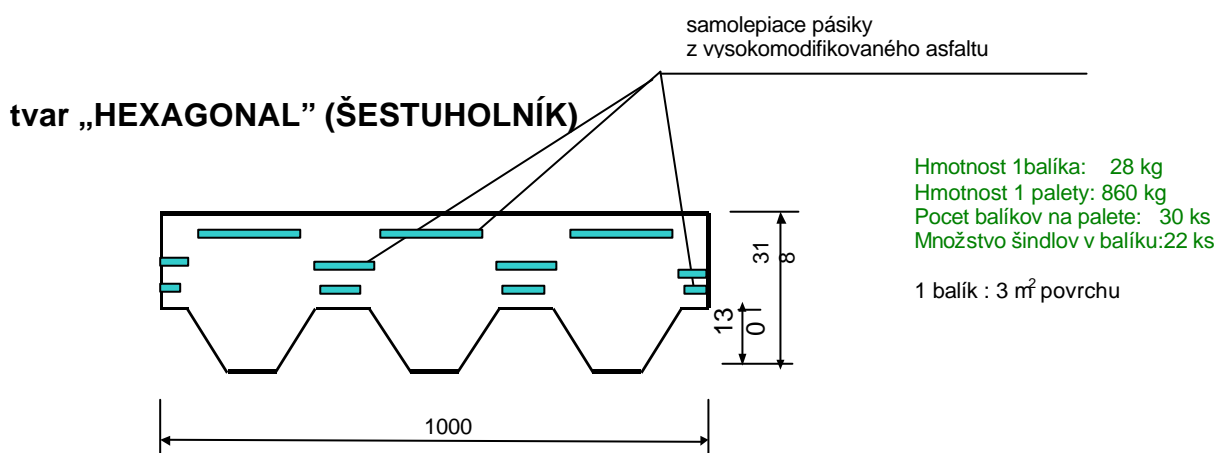 samolepiace pásiky
z vysokomodifikovaného asfaltu
tvar „HEXAGONAL” (ŠESTUHOLNÍK)
Hmotnost 1balíka: 28 kg
Hmotnost 1 palety: 860 kg
Pocet balíkov na palete: 30 ks
Množstvo šindlov v balíku:22 ks
1 balík : 3 m² povrchu
31
8
13
0
1000